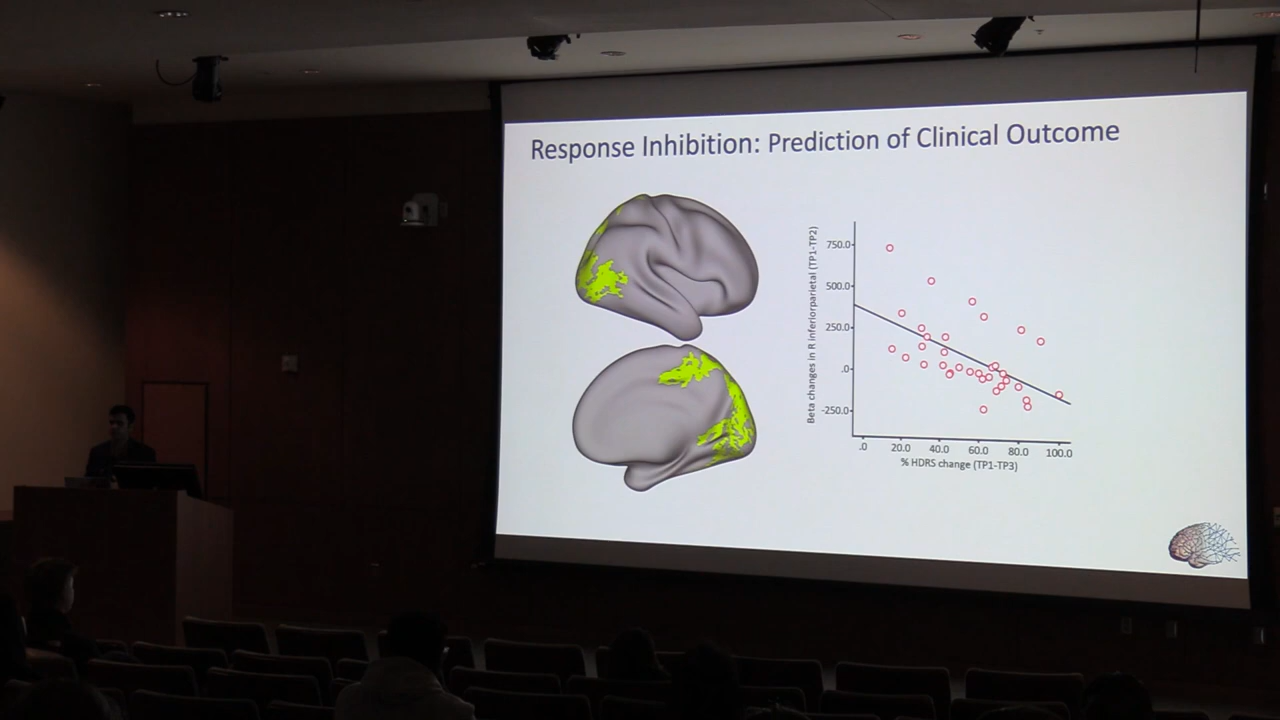 Response Inhibition: Prediction of Clinical Outcome
Beta changes in R inferiorparietal (TP1-TP2)
750.0
500.0
250.0
.0
-250.0
.0 20.0 40.0 60.0 80.0 100.0
% HDRS change (TP1-TP3)